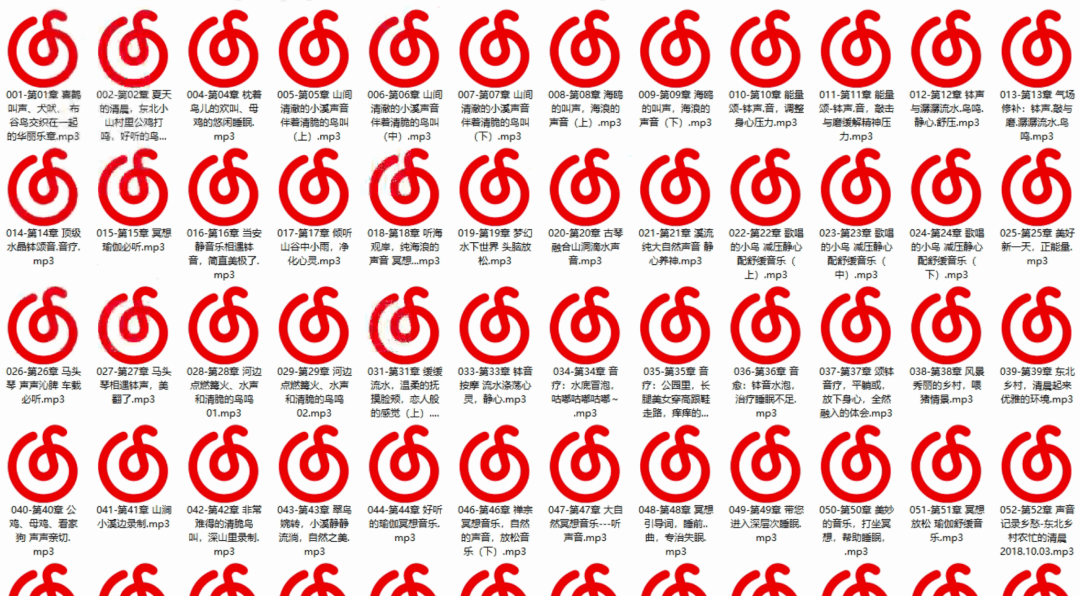 001-第01章 喜鹊
叫声、犬吠、布
谷鸟交织在一起
的华丽乐章.mp3
002-第02章 夏天
的清晨，东北小
山村里公鸡打
鸣，好听的鸟...
004-第04章 枕着
鸟儿的欢叫、母
鸡的悠闲睡眠.
mp3
005-第05章 山间
清澈的小溪声音
伴着清脆的鸟叫
（上）.mp3
006-第06章 山间
清澈的小溪声音
伴着清脆的鸟叫
（中）.mp3
007-第07章 山间
清澈的小溪声音
伴着清脆的鸟叫
（下）.mp3
008-第08章 海鸥
的叫声，海浪的
声音（上）.mp3
009-第09章 海鸥
的叫声，海浪的
声音（下）.mp3
010-第10章 能量
颂-钵声.音，调整
身心压力.mp3
011-第11章 能量
颂-钵声.音，敲击
与磨缓解精神压
力.mp3
012-第12章 钵声
与潺潺流水.鸟鸣.
静心.舒压.mp3
013-第13章 气场
修补：钵声.敲与
磨.潺潺流水.鸟
鸣.mp3
014-第14章 顶级
水晶钵颂音.音疗.
mp3
015-第15章 冥想
瑜伽必听.mp3
016-第16章 当安
静音乐相遇钵
音，简直美极了.
mp3
017-第17章 倾听
山谷中小雨，净
化心灵.mp3
018-第18章 听海
观岸，纯海浪的
声音 冥想...mp3
019-第19章 梦幻
水下世界 头脑放
松.mp3
020-第20章 古琴
融合山洞滴水声
音.mp3
021-第21章 溪流
纯大自然声音 静
心养神.mp3
022-第22章 歌唱
的小鸟 减压静心
配舒缓音乐（
上）.mp3
023-第23章 歌唱
的小鸟 减压静心
配舒缓音乐（
中）.mp3
024-第24章 歌唱
的小鸟 减压静心
配舒缓音乐（
下）.mp3
025-第25章 美好
新一天，正能量.
mp3
026-第26章 马头
琴 声声沁脾 车载
必听.mp3
027-第27章 马头
琴相遇钵声，美
翻了.mp3
028-第28章 河边
点燃篝火、水声
和清脆的鸟鸣
01.mp3
029-第29章 河边
点燃篝火、水声
和清脆的鸟鸣
02.mp3
031-第31章 缓缓
流水，温柔的抚
摸脸颊，恋人般
的感觉（上）....
033-第33章 钵音
按摩 流水涤荡心
灵，静心.mp3
034-第34章 音
疗：水底冒泡，
咕嘟咕嘟咕嘟~
.mp3
035-第35章 音
疗：公园里，长
腿美女穿高跟鞋
走路，痒痒的...
036-第36章 音
愈：钵音水泡，
治疗睡眠不足.
mp3
037-第37章 颂钵
音疗，平躺或，
放下身心，全然
融入的体会.mp3
038-第38章 风景
秀丽的乡村，喂
猪情景.mp3
039-第39章 东北
乡村，清晨起来
优雅的环境.mp3
040-第40章 公
鸡、母鸡、看家
狗 声声亲切.
mp3
041-第41章 山涧
小溪边录制.mp3
042-第42章 非常
难得的清脆鸟
叫，深山里录制.
mp3
043-第43章 翠鸟
婉转，小溪静静
流淌，自然之美.
mp3
044-第44章 好听
的瑜伽冥想音乐.
mp3
046-第46章 禅宗
冥想音乐，自然
的声音，放松音
乐（下）.mp3
047-第47章 大自
然冥想音乐---听
声音.mp3
048-第48章 冥想
引导词，睡前..
曲，专治失眠.
mp3
049-第49章 带您
进入深层次睡眠.
mp3
050-第50章 美妙
的音乐，打坐冥
想，帮助睡眠，
.mp3
051-第51章 冥想
放松 瑜伽舒缓音
乐.mp3
052-第52章 声音
记录乡愁-东北乡
村农忙的清晨
2018.10.03.mp3